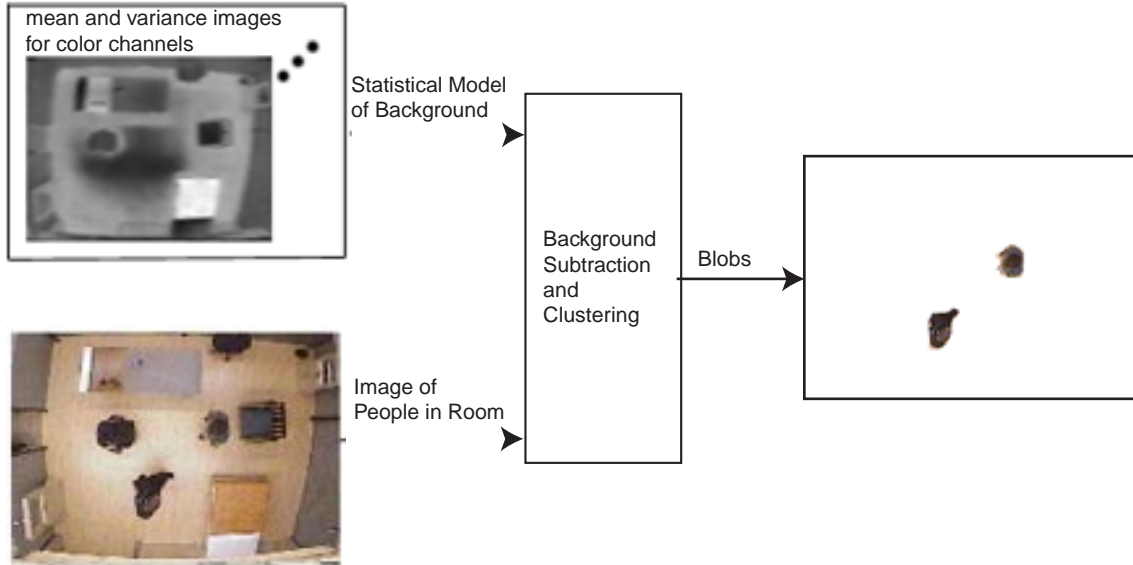 mean and variance images
for color channels
Statistical Model
of Background
Background
Subtraction
and
Clustering
Blobs
Image of
People in Room